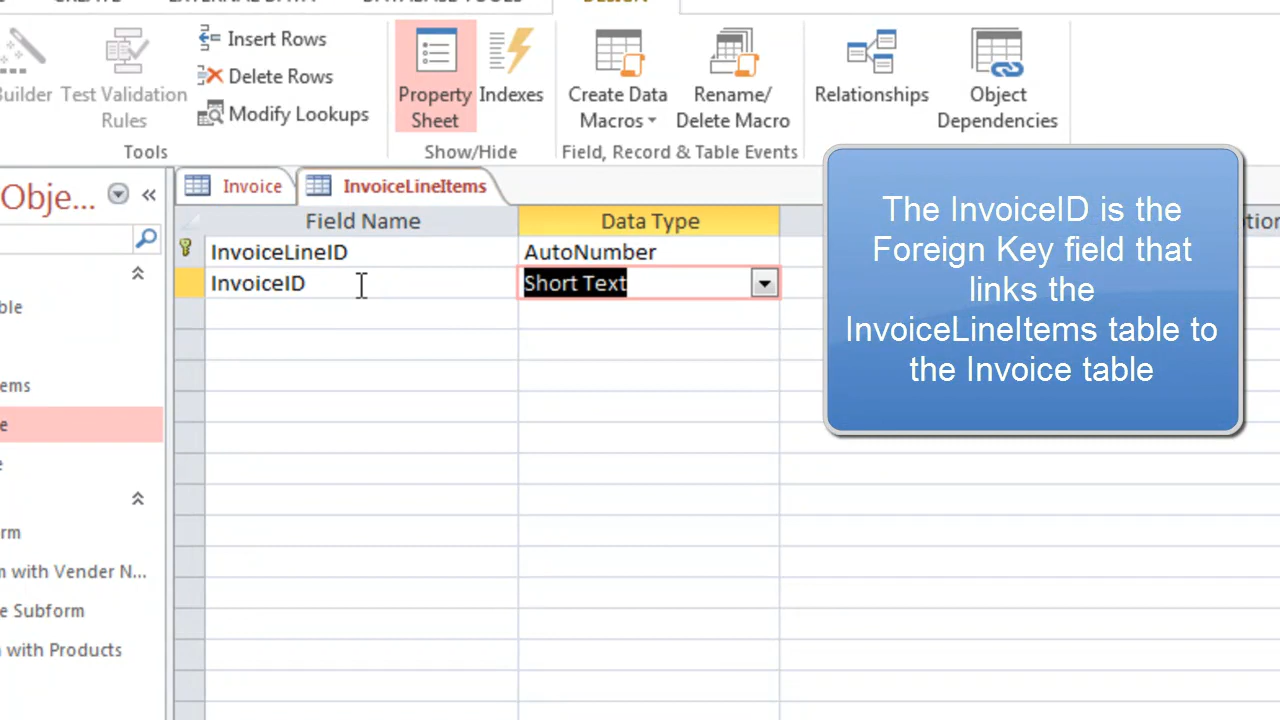 Insert Rows
Delete Rows
Modify Lookups
Builder
Test Validation
Rules
Tools
Property
Sheet
Indexes
Show/Hide
Create Data
Macros
Rename/
Delete Macro
Field, Record & Table Events
Relationships
Object
Dependencies
Obje...
Invoice
InvoiceLineItems
Field Name
Data Type
InvoiceLineID
AutoNumber
InvoiceID
Short Text
The InvoiceID is the
Foreign Key field that
links the
InvoiceLineItems table to
the Invoice table
ble
ems
e
e
rm
m with Vender N...
e Subform
with Products